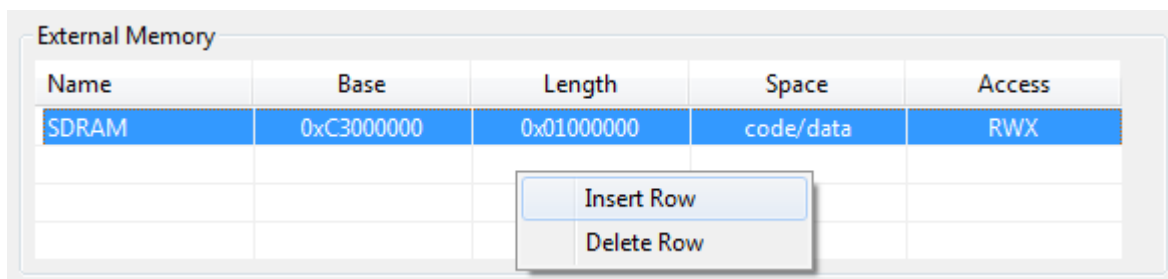 External Memory
Name Base Length Space Access
SDRAM 0xC3000000 0x01000000 code/data RWX
Insert Row
Delete Row